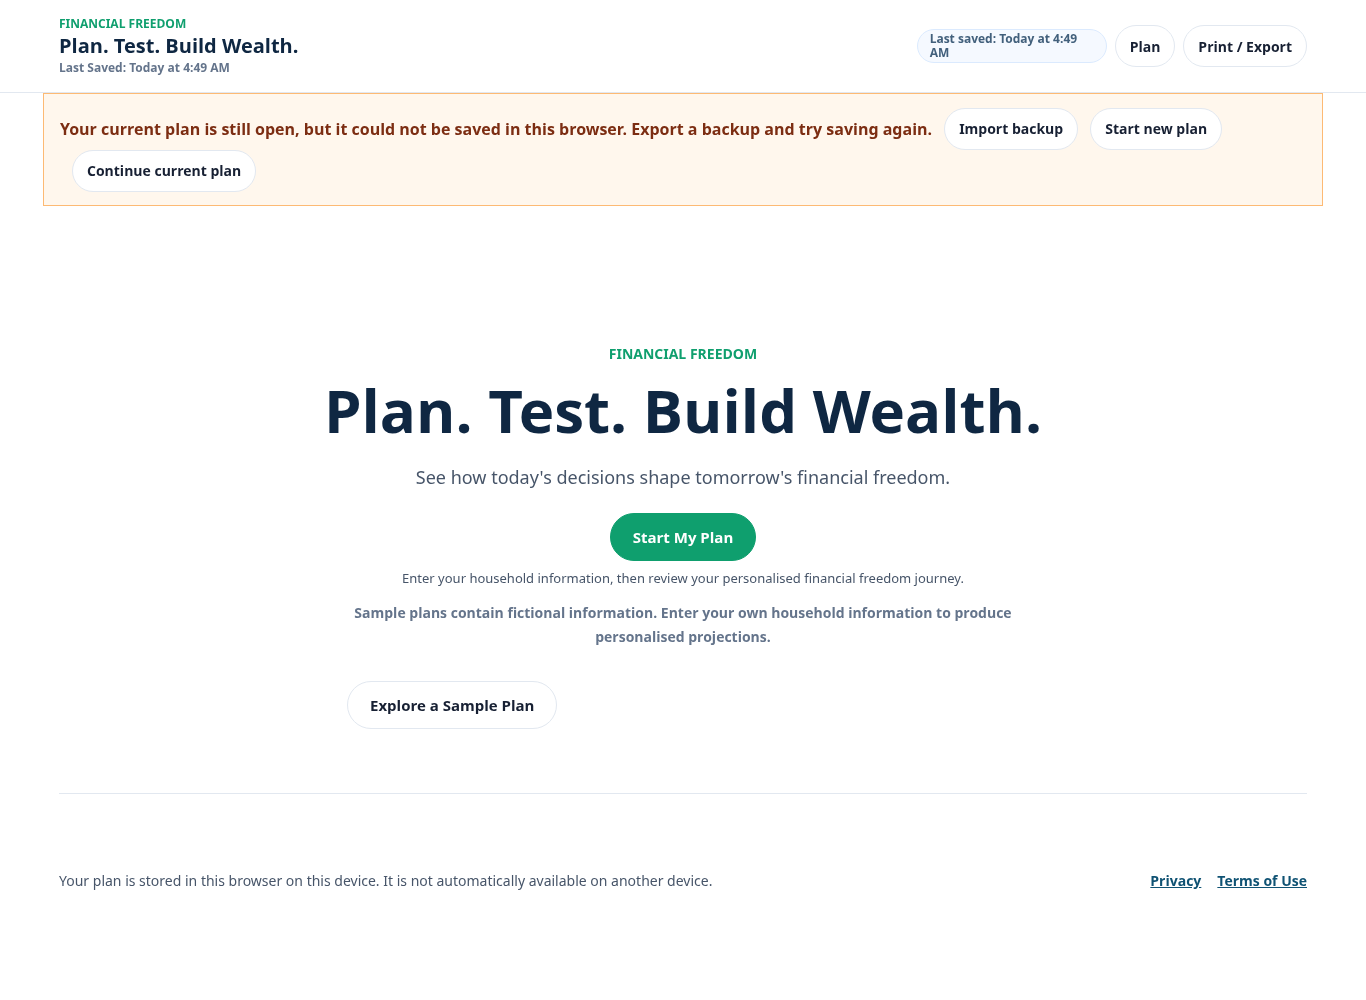 FINANCIAL FREEDOM
Plan. Test. Build Wealth.
Last Saved: Today at 4:49 AM
Last saved: Today at 4:49
AM
Plan
Print / Export
Your current plan is still open, but it could not be saved in this browser. Export a backup and try saving again.
Import backup
Start new plan
Continue current plan
FINANCIAL FREEDOM
Plan. Test. Build Wealth.
See how today's decisions shape tomorrow's financial freedom.
Start My Plan
Enter your household information, then review your personalised financial freedom journey.
Sample plans contain fictional information. Enter your own household information to produce
personalised projections.
Explore a Sample Plan
Your plan is stored in this browser on this device. It is not automatically available on another device.
Privacy
Terms of Use